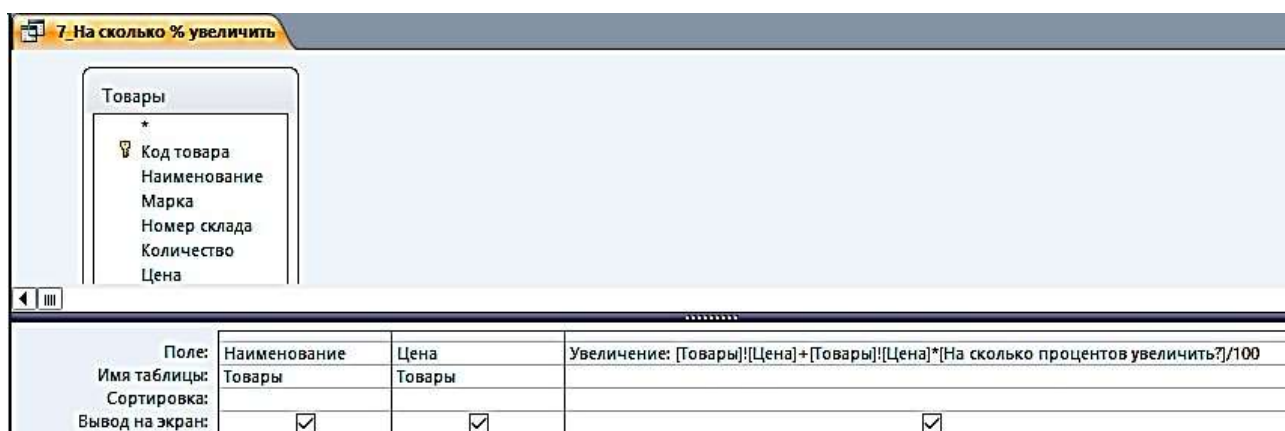 7_На сколько % увеличить
Товары
*
Код товара
Наименование
Марка
Номер склада
Количество
Цена
Поле: Наименование Цена Увеличение: [Товары]![Цена]+[Товары]![Цена]*[На сколько процентов увеличить?]/100
Имя таблицы: Товары Товары
Сортировка:
Вывод на экран: